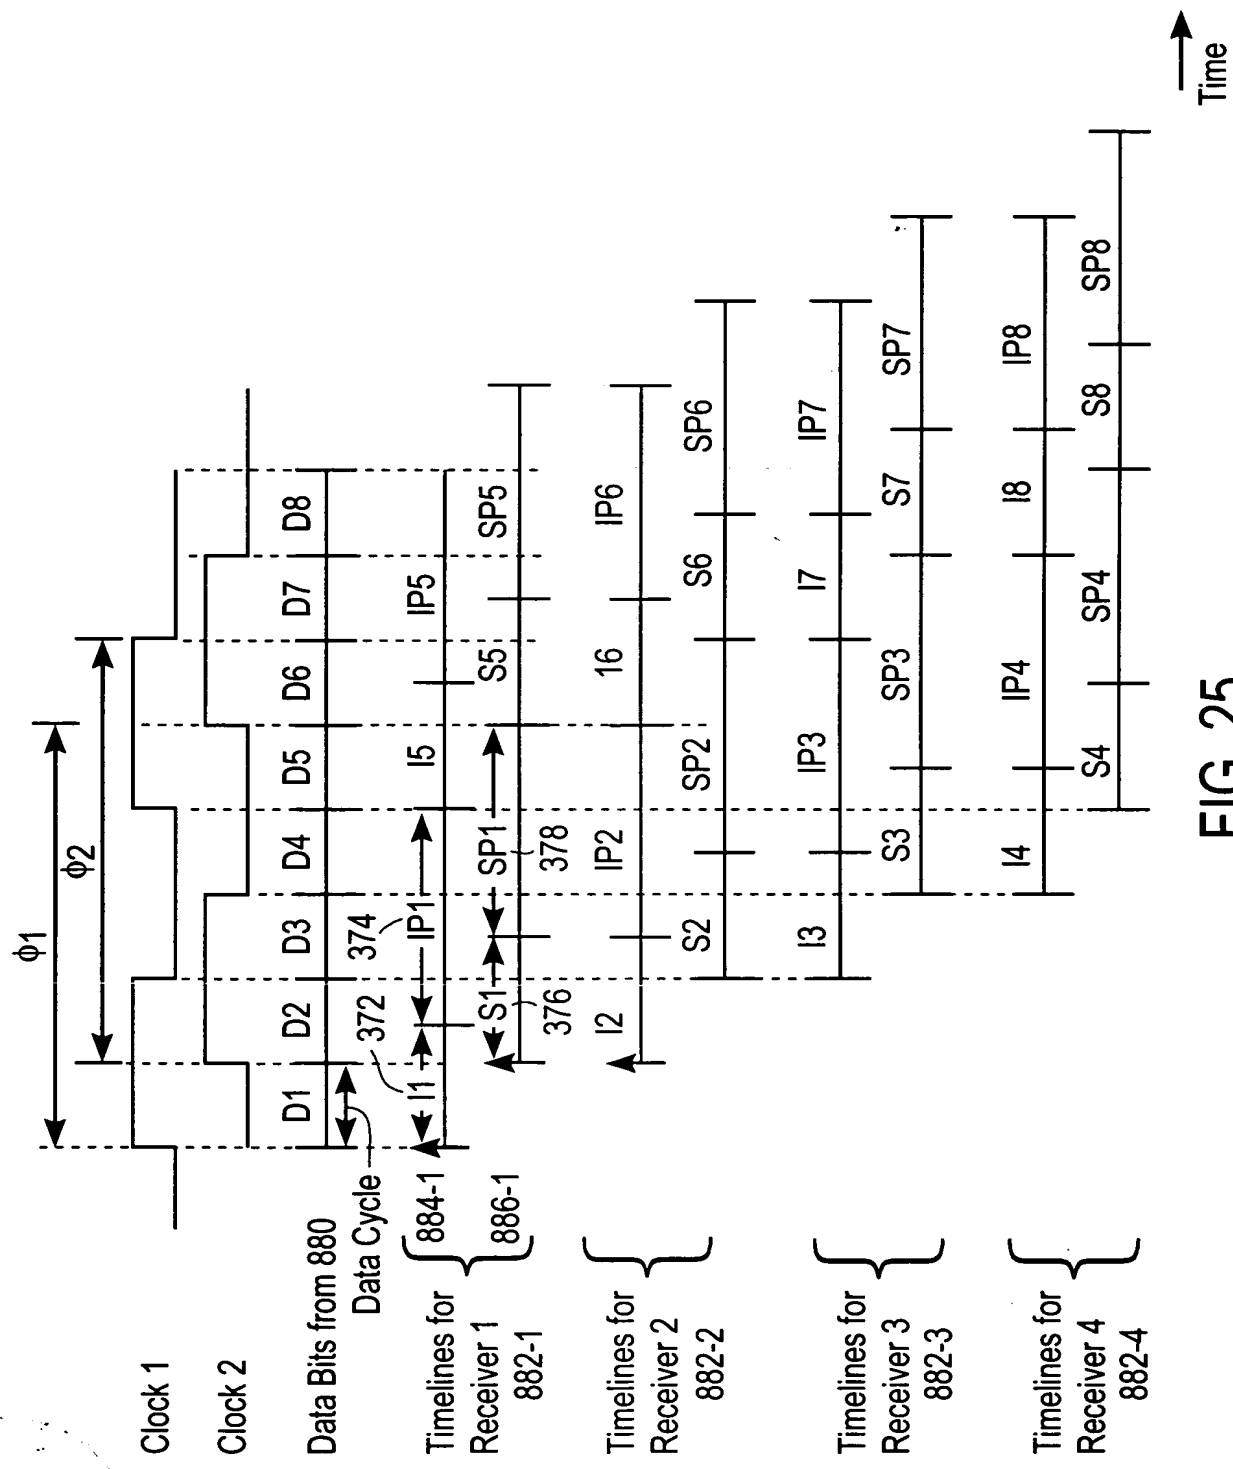 ϕ1
ϕ2
Clock 1
Clock 2
Data Bits from 880
D1 D2 D3 D4 D5 D6 D7 D8
Data Cycle
372 374
884-1 I1 IP1 I5 IP5
Timelines for
Receiver 1
882-1
886-1 S1 SP1 S5 SP5
376 378
Timelines for
Receiver 2
882-2
I2 IP2 16 IP6
S2 SP2 S6 SP6
Timelines for
Receiver 3
882-3
I3 IP3 I7 IP7
S3 SP3 S7 SP7
Timelines for
Receiver 4
882-4
I4 IP4 I8 IP8
S4 SP4 S8 SP8
Time
FIG. 25